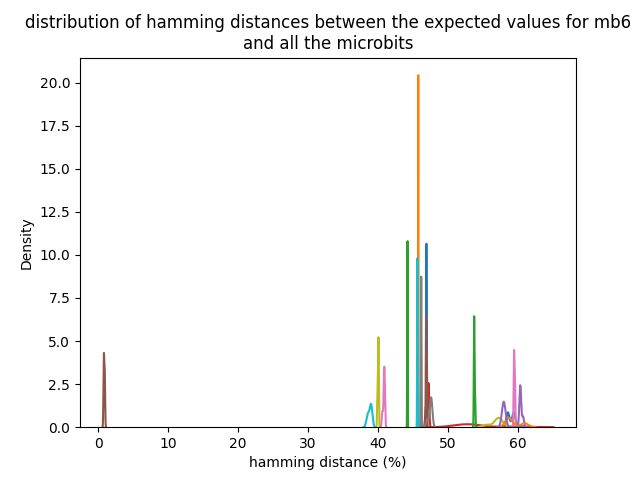 distribution of hamming distances between the expected values for mb6
and all the microbits
20.0
17.5
15.0
12.5
10.0
7.5
5.0
2.5
0.0
Density
0 10 20 30 40 50 60
hamming distance (%)